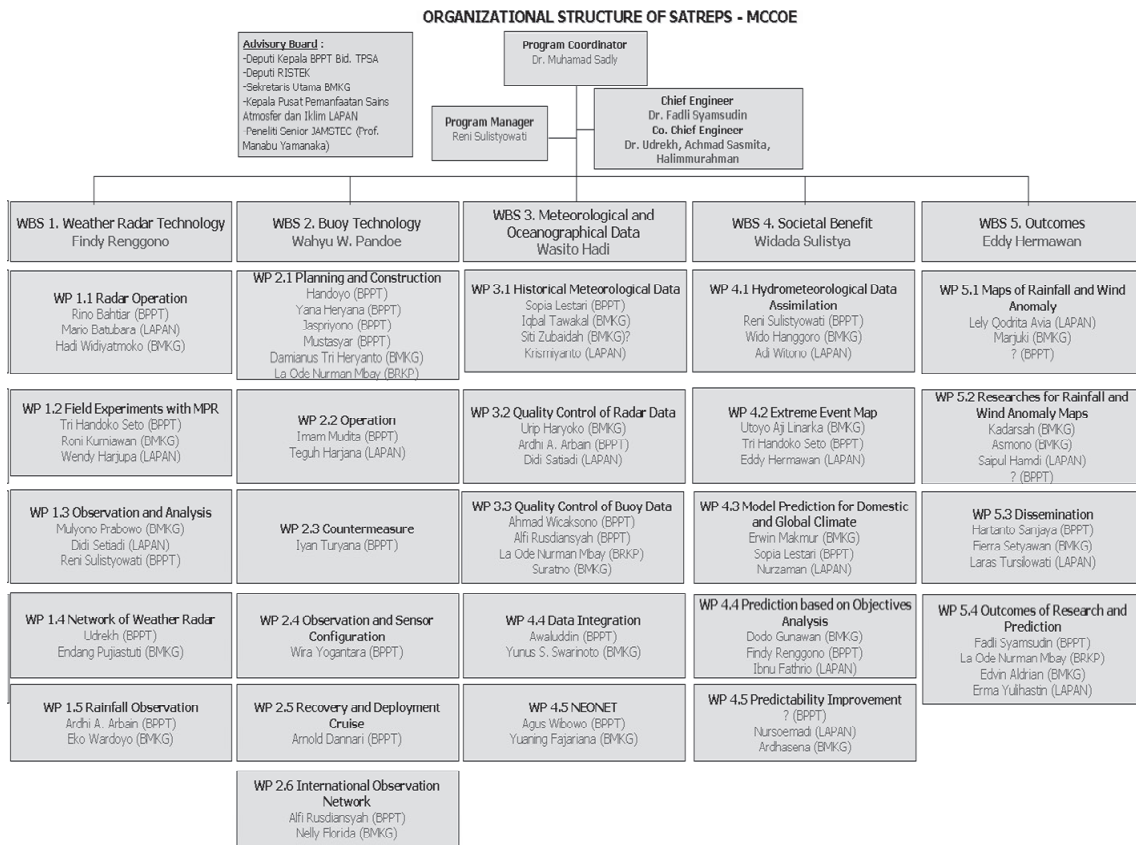 ORGANIZATIONAL STRUCTURE OF SATREPS - MCCOE
Advisory Board :
-Deputi Kepala BPPT Bid. TPSA
-Deputi RISTEK
-Sekretaris Utama BMKG
-Kepala Pusat Pemanfaatan Sains
Atmosfer dan Iklim LAPAN
-Peneliti Senior JAMSTEC (Prof.
Manabu Yamanaka)
Program Coordinator
Dr. Muhamad Sadly
Program Manager
Reni Sulistyowati
Chief Engineer
Dr. Fadli Syamsudin
Co. Chief Engineer
Dr. Udrekh, Achmad Sasmita,
Halimmurahman
WBS 1. Weather Radar Technology
Findy Renggono
WP 1.1 Radar Operation
Rino Bahtiar (BPPT)
Mario Batubara (LAPAN)
Hadi Widiyatmoko (BMKG)
WP 1.2 Field Experiments with MPR
Tri Handoko Seto (BPPT)
Roni Kurniawan (BMKG)
Wendy Harjupa (LAPAN)
WP 1.3 Observation and Analysis
Mulyono Prabowo (BMKG)
Didi Setiadi (LAPAN)
Reni Sulistyowati (BPPT)
WP 1.4 Network of Weather Radar
Udrekh (BPPT)
Endang Pujiastuti (BMKG)
WP 1.5 Rainfall Observation
Ardhi A. Arbain (BPPT)
Eko Wardoyo (BMKG)
WBS 2. Buoy Technology
Wahyu W. Pandoe
WP 2.1 Planning and Construction
Handoyo (BPPT)
Yana Heryana (BPPT)
Jaspriyono (BPPT)
Mustasyar (BPPT)
Damianus Tri Heryanto (BMKG)
La Ode Nurman Mbay (BRKP)
WP 2.2 Operation
Imam Mudita (BPPT)
Teguh Harjana (LAPAN)
WP 2.3 Countermeasure
Iyan Turyana (BPPT)
WP 2.4 Observation and Sensor
Configuration
Wira Yogantara (BPPT)
WP 2.5 Recovery and Deployment
Cruise
Arnold Dannari (BPPT)
WP 2.6 International Observation
Network
Alfi Rusdiansyah (BPPT)
Nelly Florida (BMKG)
WBS 3. Meteorological and
Oceanographical Data
Wasito Hadi
WP 3.1 Historical Meteorological Data
Sopia Lestari (BPPT)
Iqbal Tawakal (BMKG)
Siti Zubaidah (BMKG)?
Krismiyanto (LAPAN)
WP 3.2 Quality Control of Radar Data
Urip Haryoko (BMKG)
Ardhi A. Arbain (BPPT)
Didi Satiadi (LAPAN)
WP 3.3 Quality Control of Buoy Data
Ahmad Wicaksono (BPPT)
Alfi Rusdiansyah (BPPT)
La Ode Nurman Mbay (BRKP)
Suratno (BMKG)
WP 4.4 Data Integration
Awaluddin (BPPT)
Yunus S. Swarinoto (BMKG)
WP 4.5 NEONET
Agus Wibowo (BPPT)
Yuaning Fajariana (BMKG)
WBS 4. Societal Benefit
Widada Sulistya
WP 4.1 Hydrometeorological Data
Assimilation
Reni Sulistyowati (BPPT)
Wido Hanggoro (BMKG)
Adi Witono (LAPAN)
WP 4.2 Extreme Event Map
Utoyo Aji Linarka (BMKG)
Tri Handoko Seto (BPPT)
Eddy Hermawan (LAPAN)
WP 4.3 Model Prediction for Domestic
and Global Climate
Erwin Makmur (BMKG)
Sopia Lestari (BPPT)
Nurzaman (LAPAN)
WP 4.4 Prediction based on Objectives
Analysis
Dodo Gunawan (BMKG)
Findy Renggono (BPPT)
Ibnu Fathrio (LAPAN)
WP 4.5 Predictability Improvement
? (BPPT)
Nursoemadi (LAPAN)
Ardhasena (BMKG)
WBS 5. Outcomes
Eddy Hermawan
WP 5.1 Maps of Rainfall and Wind
Anomaly
Lely Qodrita Avia (LAPAN)
Marjuki (BMKG)
? (BPPT)
WP 5.2 Researches for Rainfall and
Wind Anomaly Maps
Kadarsah (BMKG)
Asmono (BMKG)
Saipul Hamdi (LAPAN)
? (BPPT)
WP 5.3 Dissemination
Hartanto Sanjaya (BPPT)
Fierra Setyawan (BMKG)
Laras Tursilowati (LAPAN)
WP 5.4 Outcomes of Research and
Prediction
Fadli Syamsudin (BPPT)
La Ode Nurman Mbay (BRKP)
Edvin Aldrian (BMKG)
Erma Yulihastin (LAPAN)